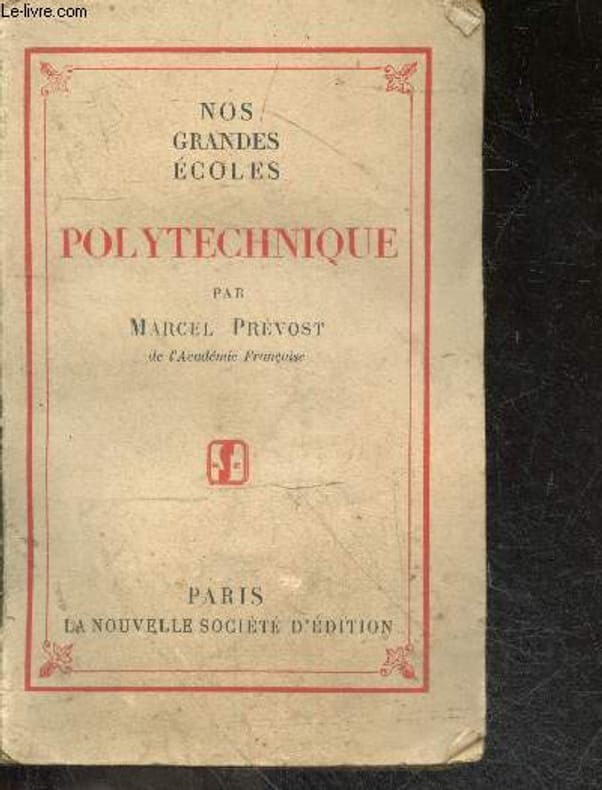 Le-livre.com
NOS
GRANDES
ÉCOLES
POLYTECHNIQUE
PAR
MARCEL PRÉVOST
de l'Académie Française
PARIS
LA NOUVELLE SOCIÉTÉ D'ÉDITION